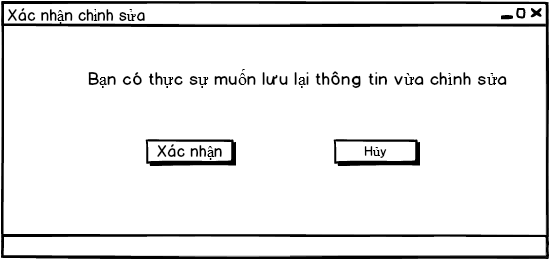 Xác nhận chỉnh sửa
Bạn có thực sự muốn lưu lại thông tin vừa chỉnh sửa
Xác nhận
Hủy